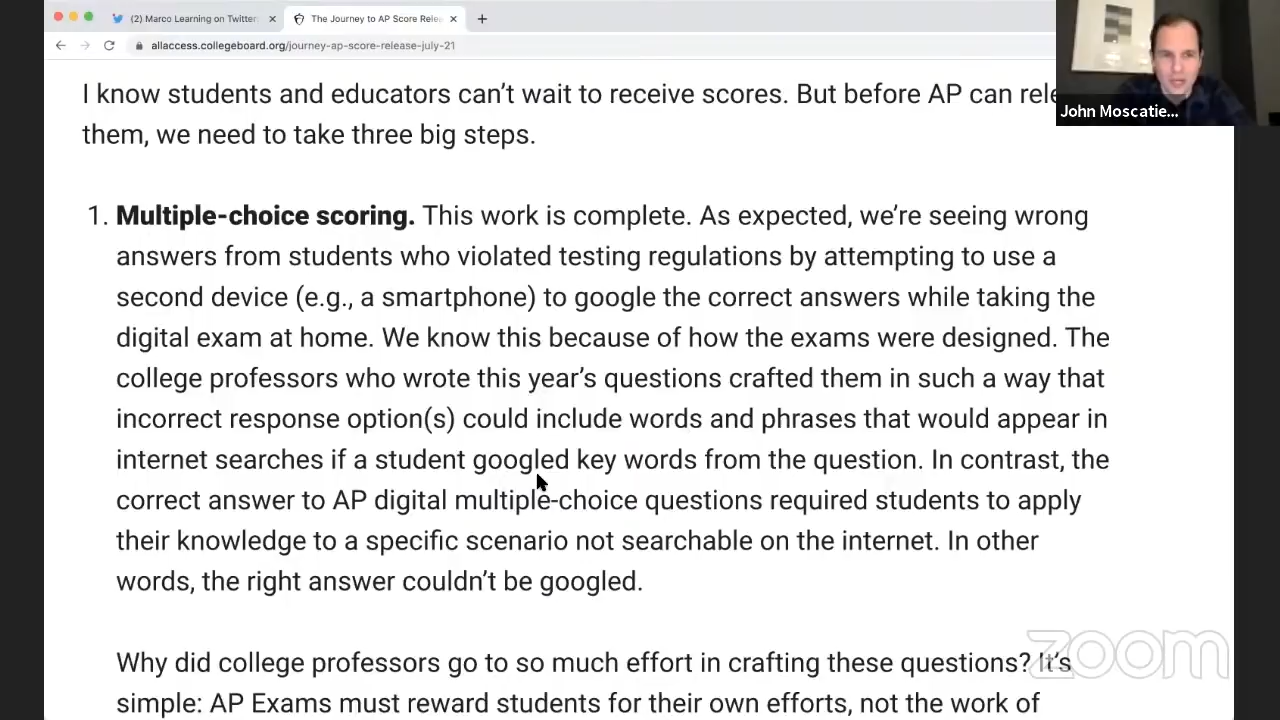 (2) Marco Learning on Twitter
The Journey to AP Score Relea
allaccess.collegeboard.org/journey-ap-score-release-july-21
John Moscatie...
I know students and educators can’t wait to receive scores. But before AP can rele
them, we need to take three big steps.
1. Multiple-choice scoring. This work is complete. As expected, we’re seeing wrong
answers from students who violated testing regulations by attempting to use a
second device (e.g., a smartphone) to google the correct answers while taking the
digital exam at home. We know this because of how the exams were designed. The
college professors who wrote this year’s questions crafted them in such a way that
incorrect response option(s) could include words and phrases that would appear in
internet searches if a student googled key words from the question. In contrast, the
correct answer to AP digital multiple-choice questions required students to apply
their knowledge to a specific scenario not searchable on the internet. In other
words, the right answer couldn’t be googled.
Why did college professors go to so much effort in crafting these questions? It’s
simple: AP Exams must reward students for their own efforts, not the work of
zoom